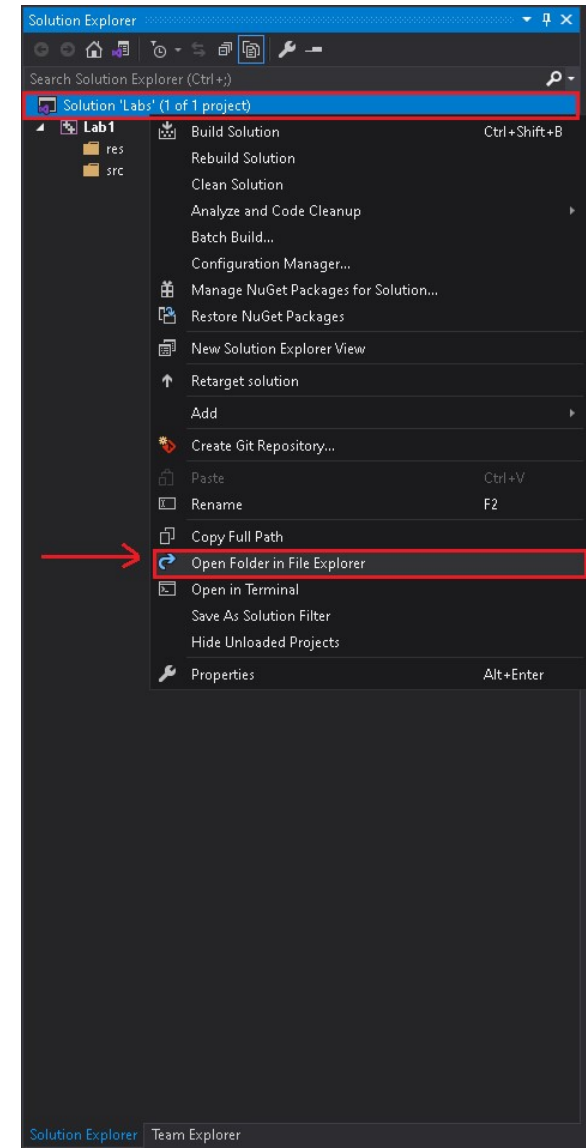 Solution Explorer
Search Solution Explorer (Ctrl+;)
Solution 'Labs' (1 of 1 project)
Lab1
res
src
Build Solution Ctrl+Shift+B
Rebuild Solution
Clean Solution
Analyze and Code Cleanup
Batch Build...
Configuration Manager...
Manage NuGet Packages for Solution...
Restore NuGet Packages
New Solution Explorer View
Retarget solution
Add
Create Git Repository...
Paste Ctrl+V
Rename F2
Copy Full Path
Open Folder in File Explorer
Open in Terminal
Save As Solution Filter
Hide Unloaded Projects
Properties Alt+Enter
Solution Explorer Team Explorer